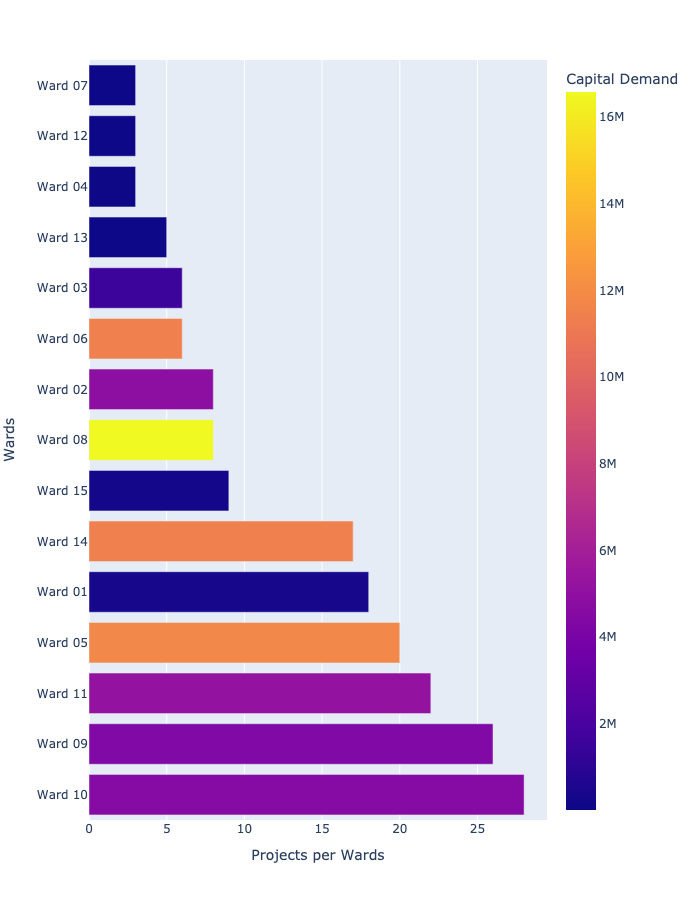 Capital Demand
Ward 07
Ward 12
Ward 04
Ward 13
Ward 03
Ward 06
Ward 02
Ward 08
Ward 15
Ward 14
Ward 01
Ward 05
Ward 11
Ward 09
Ward 10
Wards
0 5 10 15 20 25
Projects per Wards
16M
14M
12M
10M
8M
6M
4M
2M